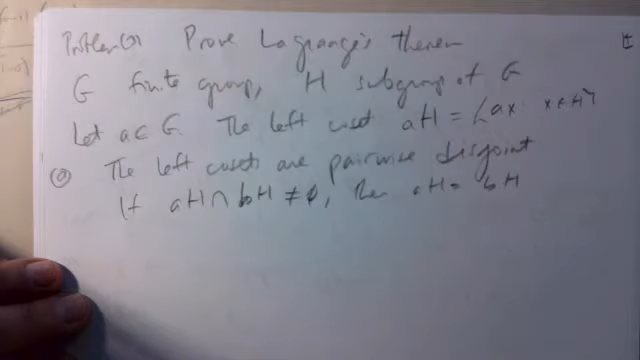 Problem (3) Prove Lagrange's theorem
G finite group, H subgroup of G
Let a ∈ G. The left coset aH = {ax : x ∈ H}
(a) The left cosets are pairwise disjoint
If aH ∩ bH ≠ ∅, then aH = bH